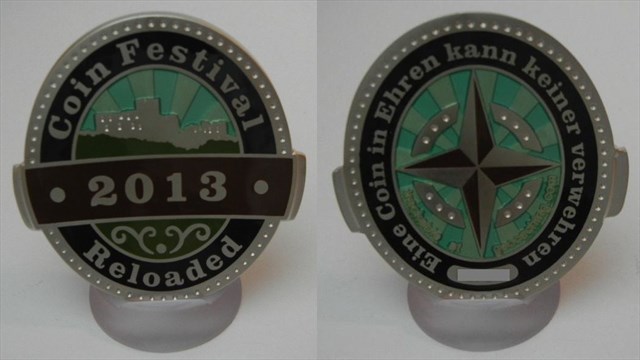 Coin Festival
2013
Reloaded
Eine Coin in Ehren kann keiner verwehren